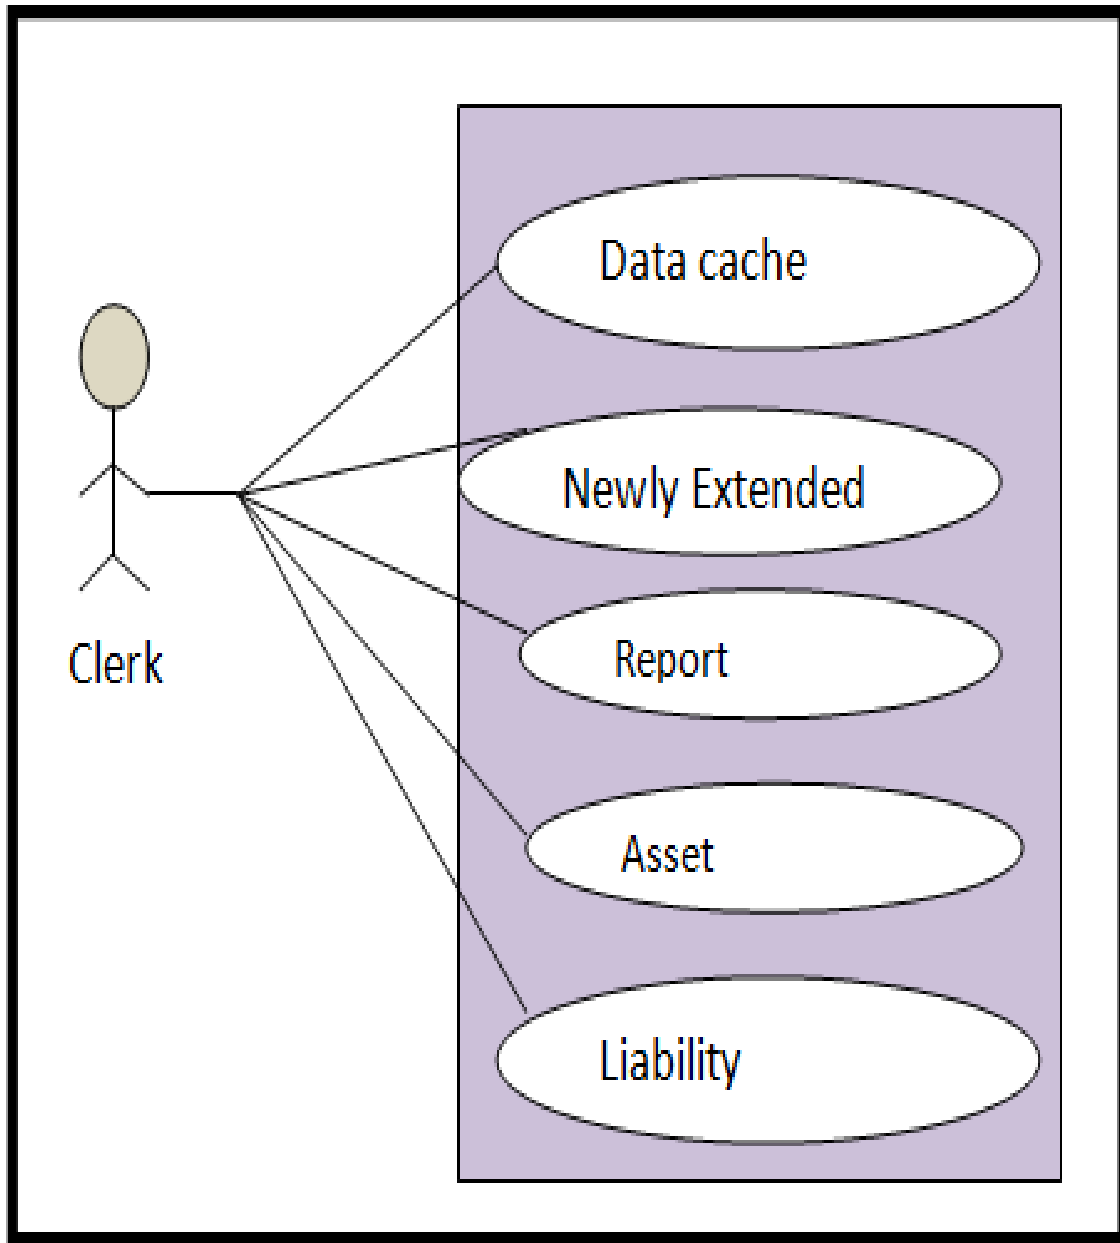 Data cache
Newly Extended
Clerk
Report
Asset
Liability